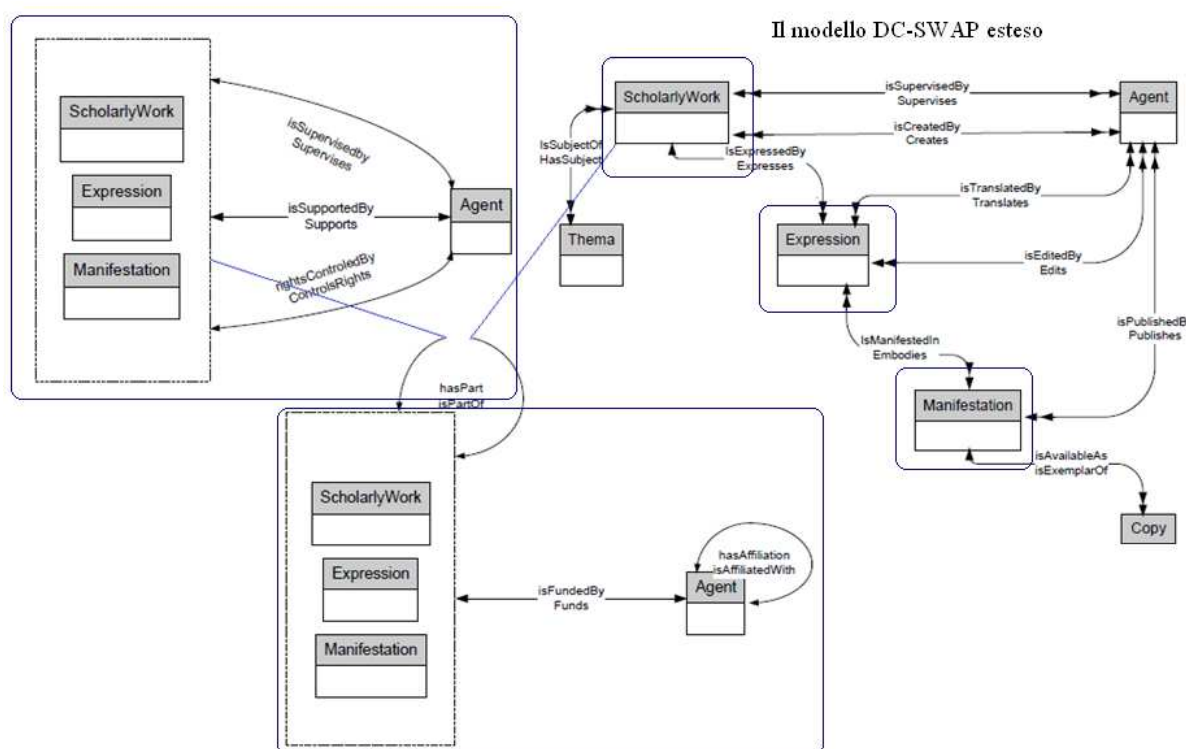 Il modello DC-SWAP esteso
ScholarlyWork
Expression
Manifestation
isSupervisedby
Supervises
isSupportedBy
Supports
rightsControledBy
ControlsRights
Agent
ScholarlyWork
isSupervisedBy
Supervises
Agent
isCreatedBy
Creates
IsSubjectOf
HasSubject
IsExpressedBy
Expresses
Thema
isTranslatedBy
Translates
Expression
isEditedBy
Edits
isPublishedB
Publishes
IsManifestedIn
Embodies
Manifestation
isAvailableAs
isExemplarOf
Copy
hasPart
isPartOf
ScholarlyWork
Expression
Manifestation
isFundedBy
Funds
hasAffiliation
isAffiliatedWith
Agent